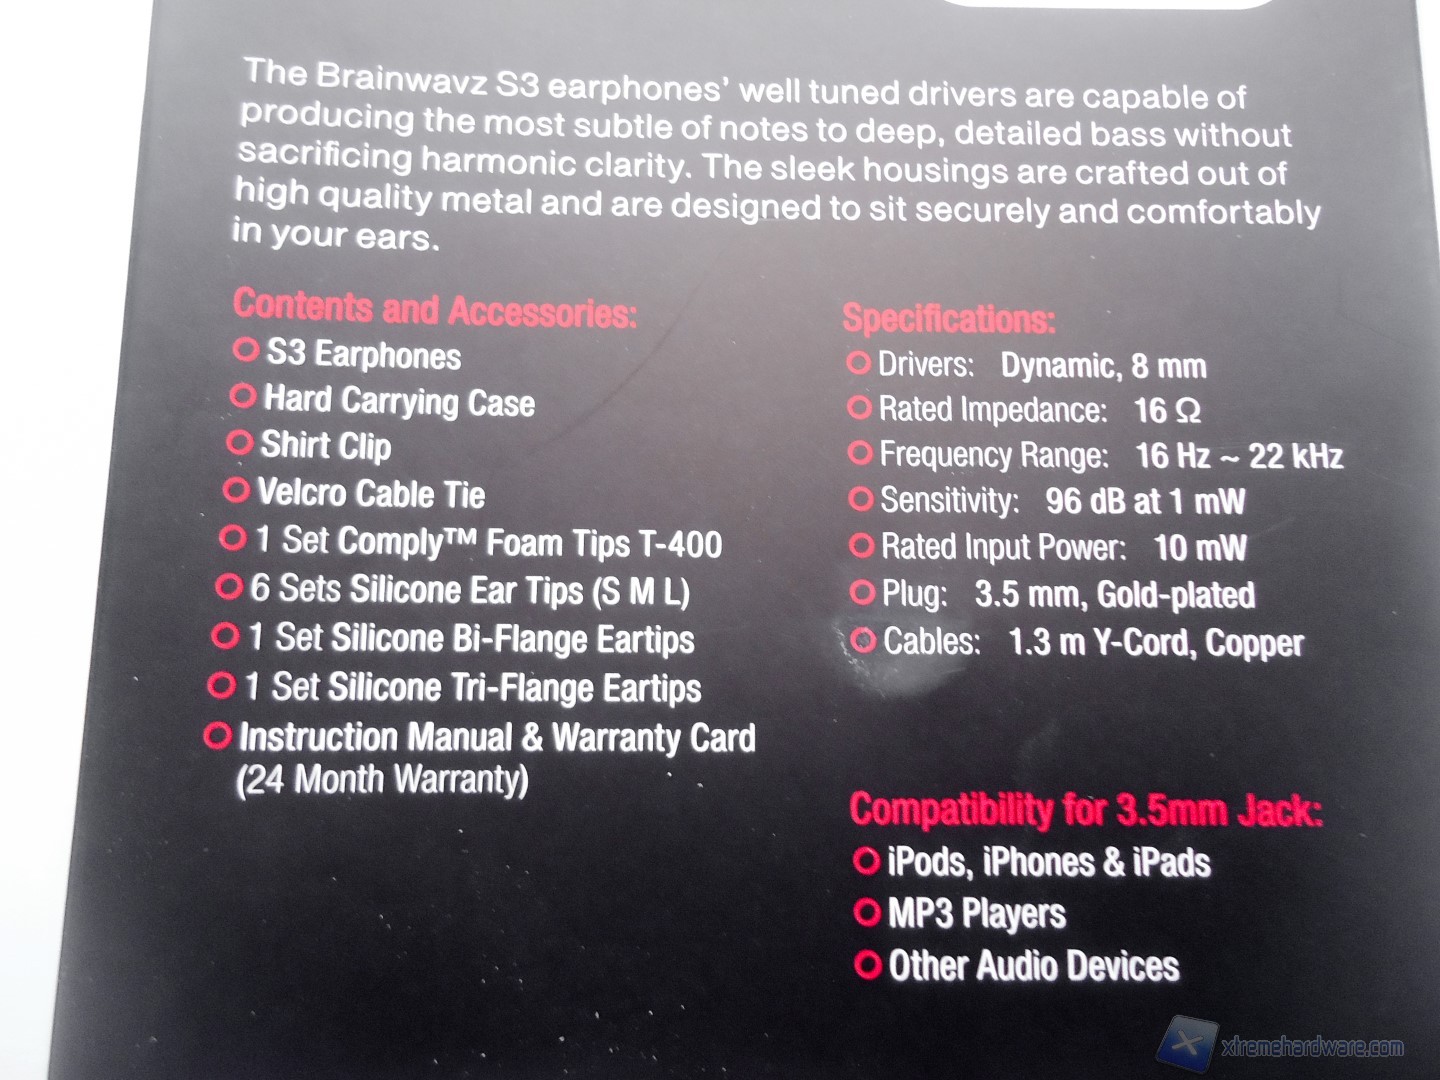 The Brainwavz S3 earphones’ well tuned drivers are capable of
producing the most subtle of notes to deep, detailed bass without
sacrificing harmonic clarity. The sleek housings are crafted out of
high quality metal and are designed to sit securely and comfortably
in your ears.
Contents and Accessories:
S3 Earphones
Hard Carrying Case
Shirt Clip
Velcro Cable Tie
1 Set Comply™ Foam Tips T-400
6 Sets Silicone Ear Tips (S M L)
1 Set Silicone Bi-Flange Eartips
1 Set Silicone Tri-Flange Eartips
Instruction Manual & Warranty Card
(24 Month Warranty)
Specifications:
Drivers: Dynamic, 8 mm
Rated Impedance: 16 Ω
Frequency Range: 16 Hz ~ 22 kHz
Sensitivity: 96 dB at 1 mW
Rated Input Power: 10 mW
Plug: 3.5 mm, Gold-plated
Cables: 1.3 m Y-Cord, Copper
Compatibility for 3.5mm Jack:
iPods, iPhones & iPads
MP3 Players
Other Audio Devices
xtremehardware.com